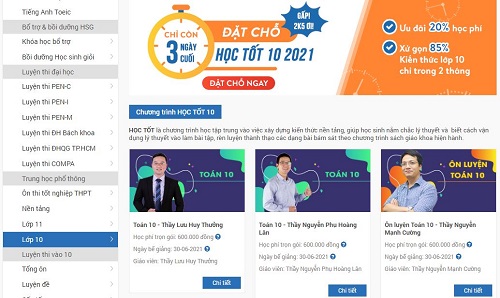 Tiếng Anh Toeic
Bổ trợ & bồi dưỡng HSG
Khóa học bổ trợ
Bồi dưỡng Học sinh giỏi
Luyện thi đại học
Luyện thi PEN-C
Luyện thi PEN-I
Luyện thi PEN-M
Luyện thi ĐH Bách khoa
Luyện thi ĐHQG TP.HCM
Luyện thi COMPA
Trung học phổ thông
Ôn thi tốt nghiệp THPT
Nền tảng
Lớp 11
Lớp 10
Luyện thi vào 10
Tổng ôn
Luyện đề
CHỈ CÒN
3 NGÀY
CUỐI
ĐẶT CHỖ
GẤP!
2K5 ƠI!
HỌC TỐT 10 2021
ĐẶT CHỖ NGAY
Ưu đãi 20% học phí
Xử gọn 85%
Kiến thức lớp 10
chỉ trong 2 tháng
Chương trình HỌC TỐT 10
HỌC TỐT là chương trình học tập trung vào việc xây dựng kiến thức nền tảng, giúp học sinh nắm chắc lý thuyết và biết cách vận
dụng lý thuyết vào làm bài tập, rèn luyện thành thạo các dạng bài bám sát theo chương trình sách giáo khoa hiện hành.
TOÁN 10
Toán 10 - Thầy Lưu Huy Thưởng
Học phí trọn gói: 600.000 đồng
Ngày bế giảng: 30-06-2021
Giáo viên: Thầy Lưu Huy Thưởng
Chi tiết
TOÁN 10
Toán 10 - Thầy Nguyễn Phụ Hoàng
Lân
Học phí trọn gói: 600.000 đồng
Ngày bế giảng: 30-06-2021
Giáo viên: Thầy Nguyễn Phụ Hoàng Lân
Chi tiết
ÔN LUYỆN
TOÁN 10
Ôn luyện Toán 10 - Thầy Nguyễn
Mạnh Cường
Học phí trọn gói: 600.000 đồng
Ngày bế giảng: 30-06-2021
Giáo viên: Thầy Nguyễn Mạnh Cường
Chi tiết